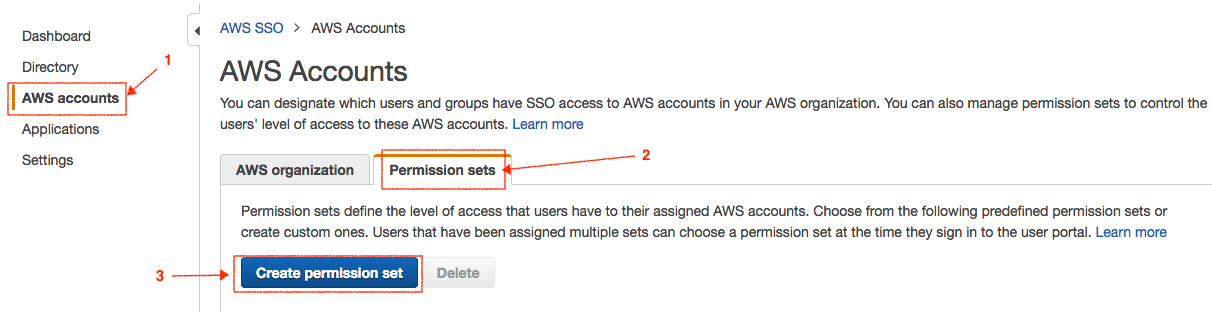 Dashboard
Directory
AWS accounts
Applications
Settings
1
AWS SSO > AWS Accounts
AWS Accounts
You can designate which users and groups have SSO access to AWS accounts in your AWS organization. You can also manage permission sets to control the
users' level of access to these AWS accounts. Learn more
AWS organization
Permission sets
2
Permission sets define the level of access that users have to their assigned AWS accounts. Choose from the following predefined permission sets or
create custom ones. Users that have been assigned multiple sets can choose a permission set at the time they sign in to the user portal. Learn more
3
Create permission set
Delete